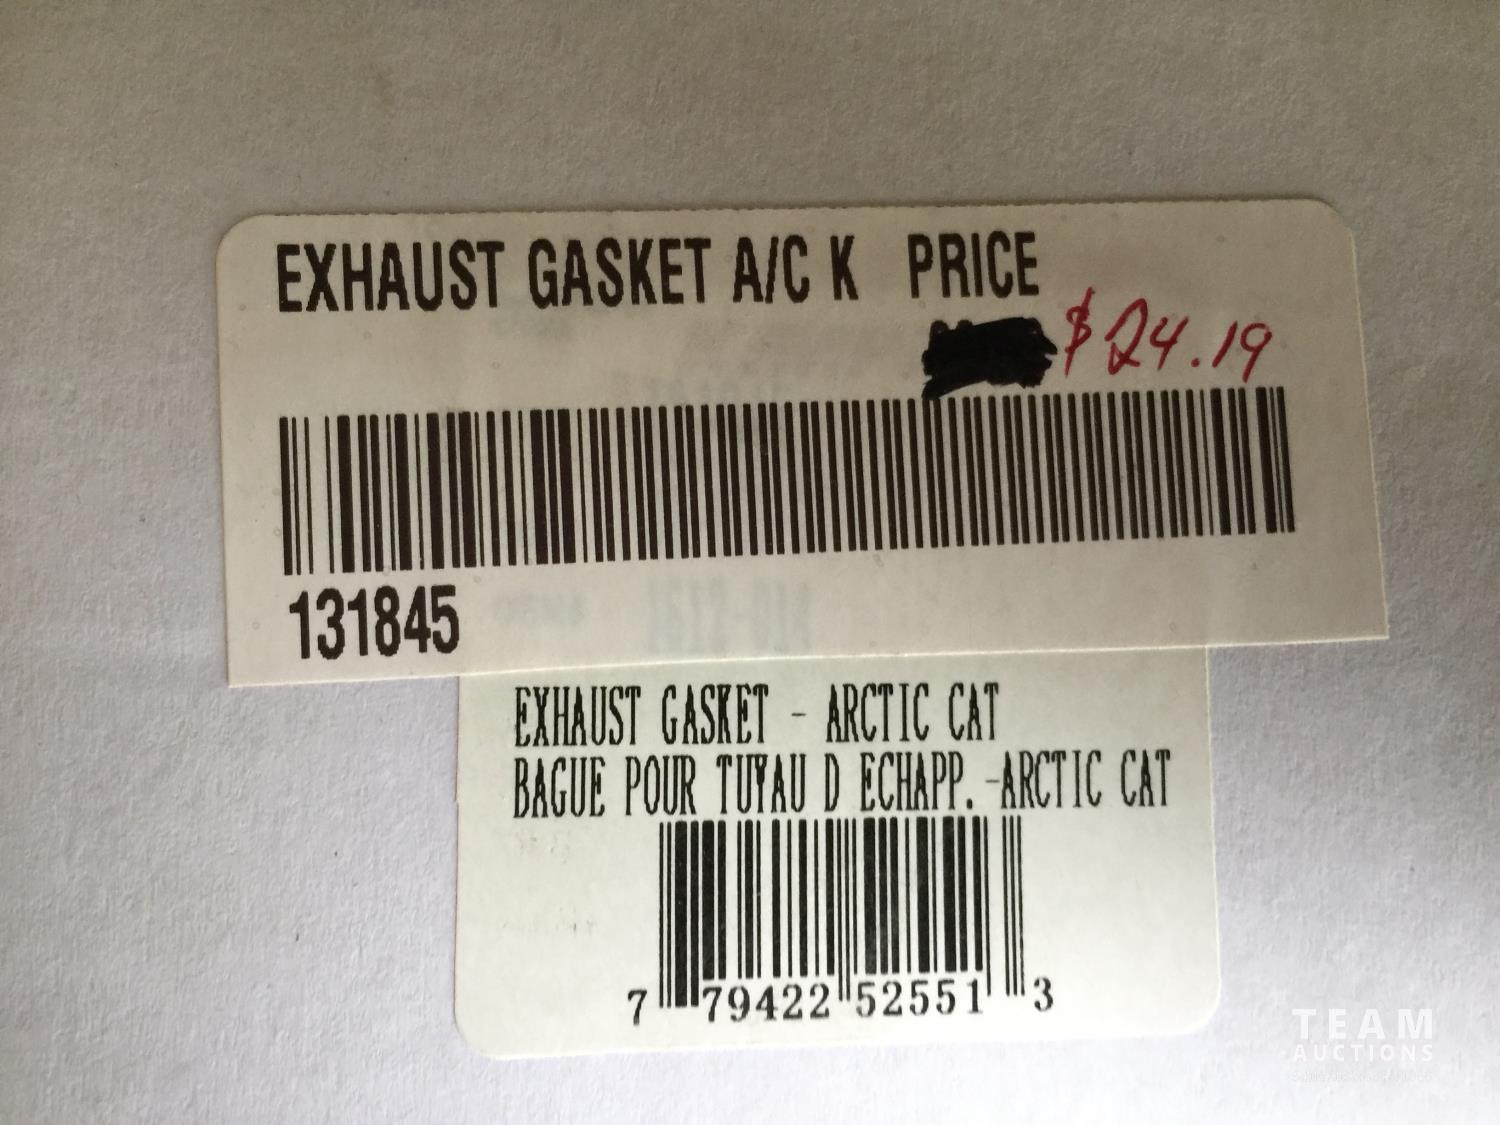 EXHAUST GASKET A/C K PRICE
$24.19
131845
EXHAUST GASKET - ARCTIC CAT
BAGUE POUR TUYAU D ECHAPP. -ARCTIC CAT
7 79422 52551 3
TEAM
AUCTIONS